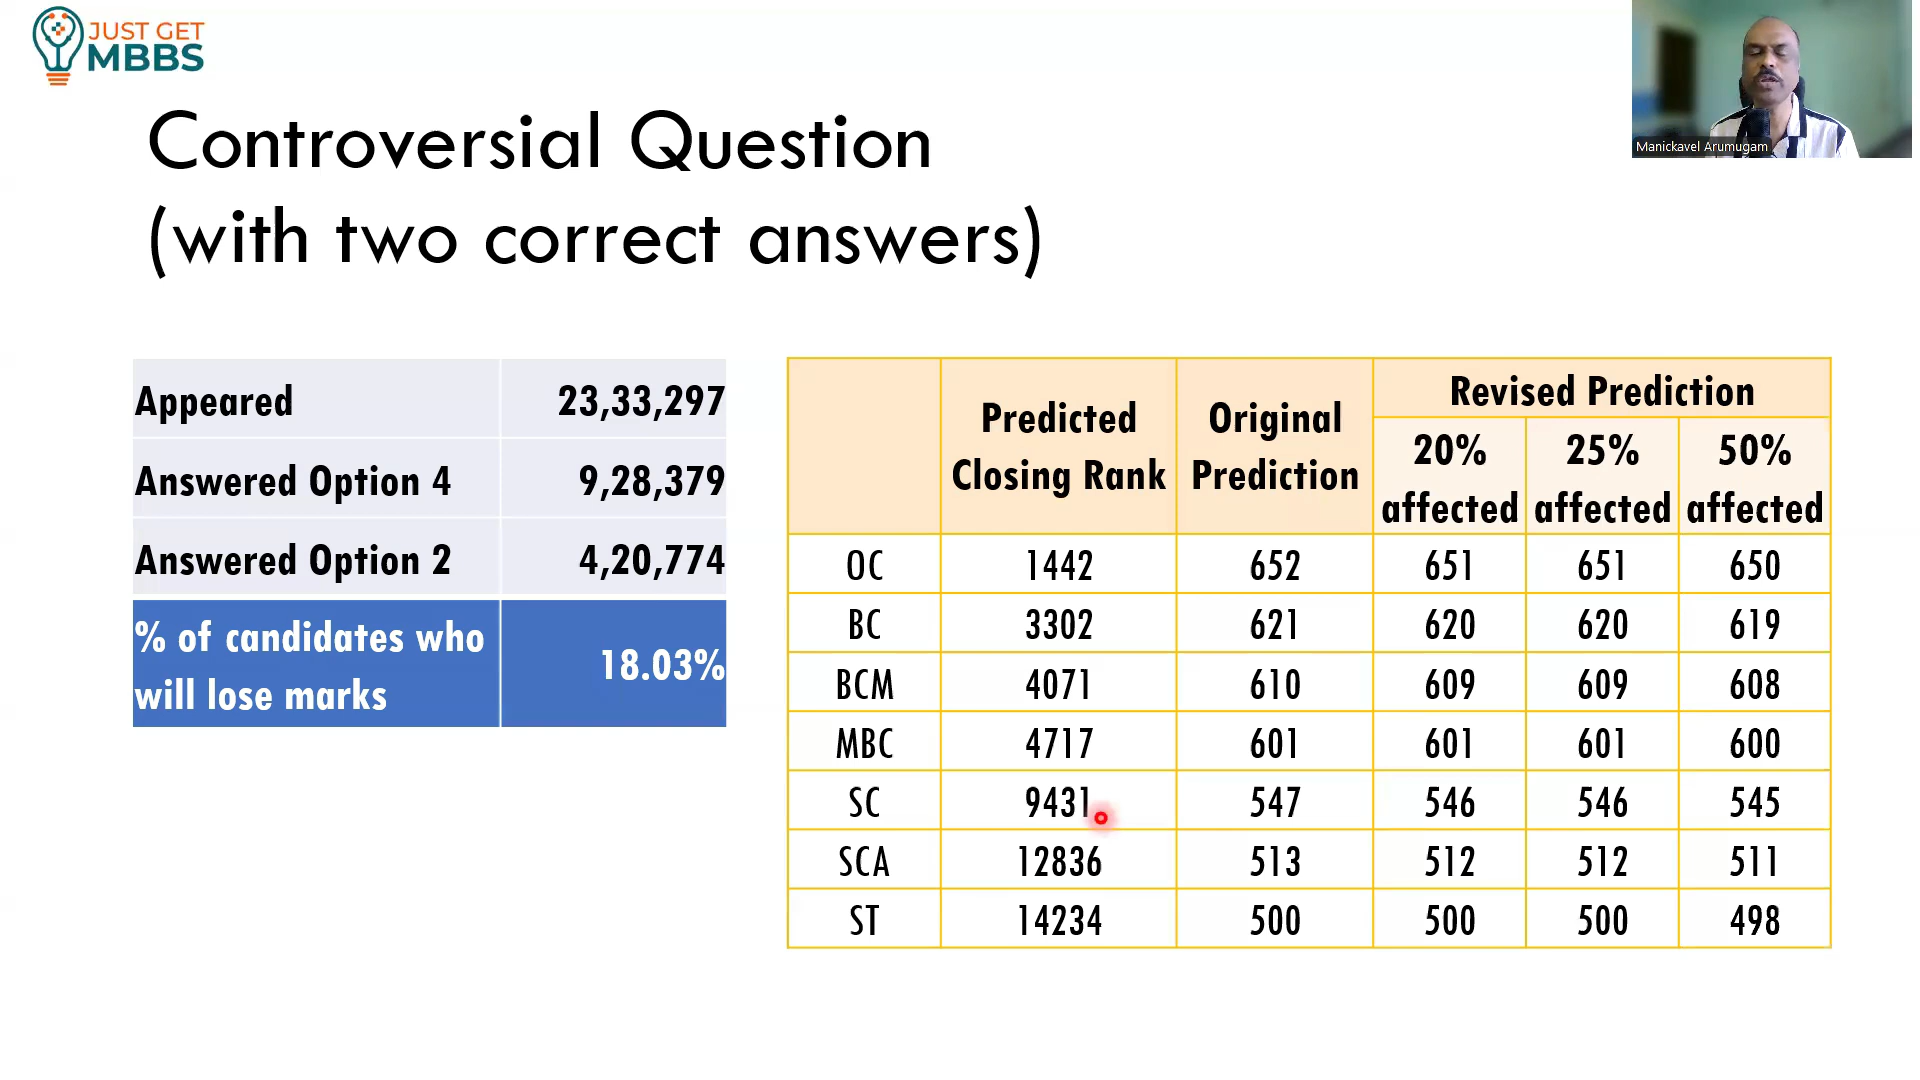 JUST GET
MBBS
Manickavel Arumugam
Controversial Question
(with two correct answers)
Appeared 23,33,297
Answered Option 4 9,28,379
Answered Option 2 4,20,774
% of candidates who
will lose marks 18.03%
Predicted
Closing Rank
Original
Prediction
Revised Prediction
20%
affected
25%
affected
50%
affected
OC 1442 652 651 651 650
BC 3302 621 620 620 619
BCM 4071 610 609 609 608
MBC 4717 601 601 601 600
SC 9431 547 546 546 545
SCA 12836 513 512 512 511
ST 14234 500 500 500 498